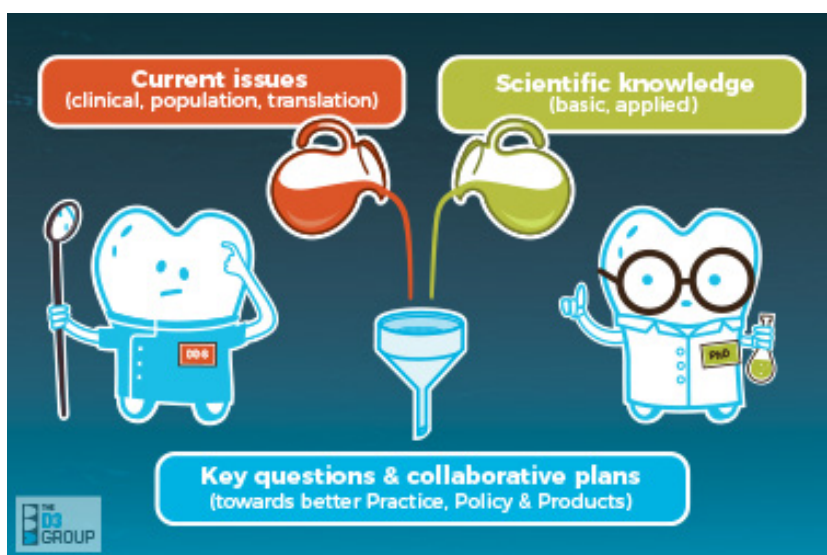 Current issues
(clinical, population, translation)
Scientific knowledge
(basic, applied)
DDS
PhD
Key questions & collaborative plans
(towards better Practice, Policy & Products)
THE
D3
GROUP